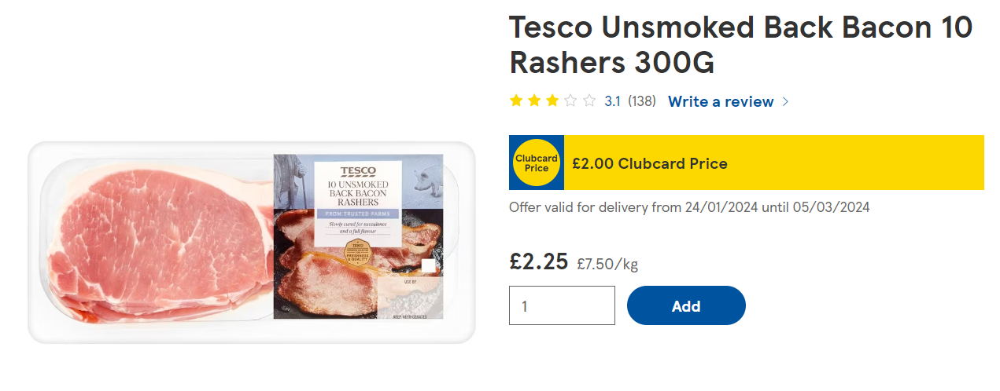 Tesco Unsmoked Back Bacon 10
Rashers 300G
3.1 (138) Write a review
Clubcard
Price
£2.00 Clubcard Price
Offer valid for delivery from 24/01/2024 until 05/03/2024
£2.25 £7.50/kg
1
Add
TESCO
10 UNSMOKED
BACK BACON
RASHERS
FROM TRUSTED FARMS
Slowly cured for succulence
and a full flavour
TESCO
FRESHNESS
& QUALITY
USE BY
KEEP REFRIGERATED